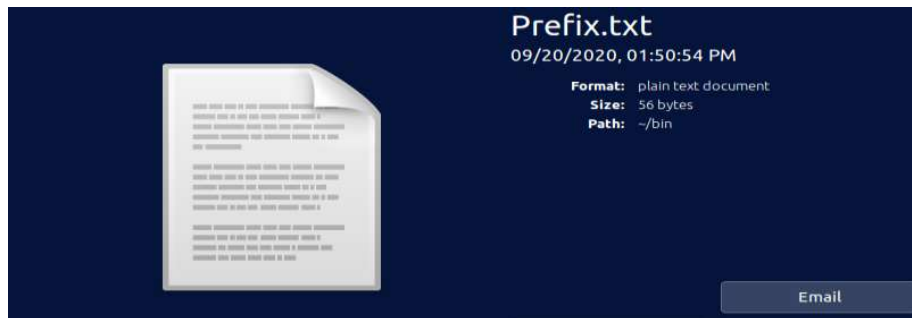 Prefix.txt
09/20/2020, 01:50:54 PM
Format: plain text document
Size: 56 bytes
Path: ~/bin
Email